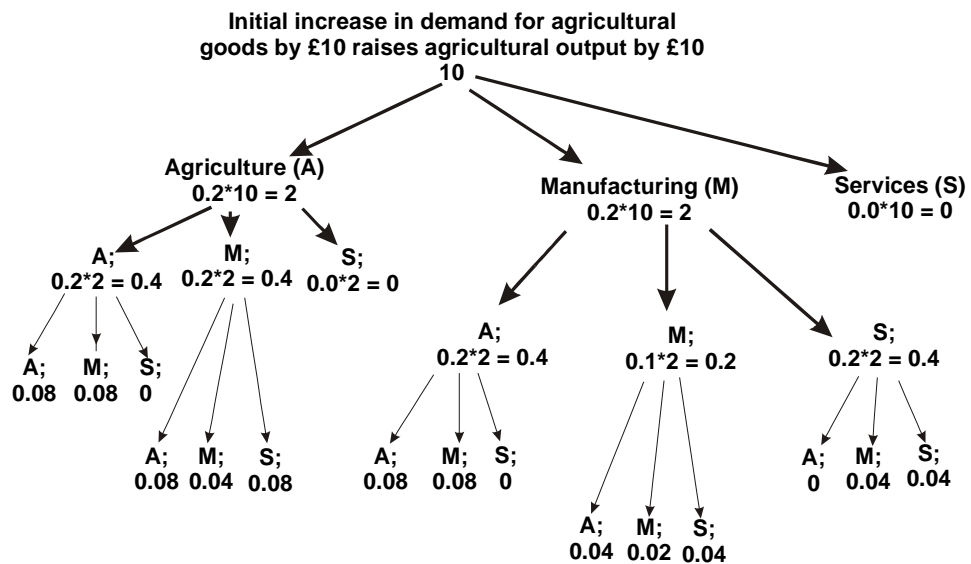 Initial increase in demand for agricultural
goods by £10 raises agricultural output by £10
10
Agriculture (A)
0.2*10 = 2
Manufacturing (M)
0.2*10 = 2
Services (S)
0.0*10 = 0
A;
0.2*2 = 0.4
M;
0.2*2 = 0.4
S;
0.0*2 = 0
A;
0.2*2 = 0.4
M;
0.1*2 = 0.2
S;
0.2*2 = 0.4
A;
0.08
M;
0.08
S;
0
A;
0.08
M;
0.04
S;
0.08
A;
0.08
M;
0.08
S;
0
A;
0.04
M;
0.02
S;
0.04
A;
0
M;
0.04
S;
0.04